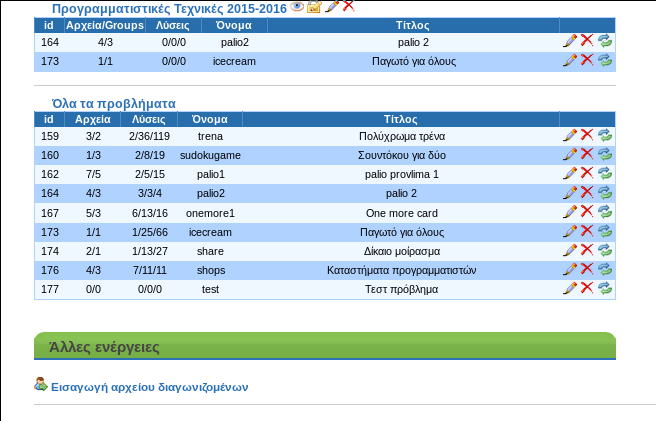 Προγραμματιστικές Τεχνικές 2015-2016
id Αρχεία/Groups Λύσεις Όνομα Τίτλος
164 4/3 0/0/0 palio2 palio 2
173 1/1 0/0/0 icecream Παγωτό για όλους
Όλα τα προβλήματα
id Αρχεία Λύσεις Όνομα Τίτλος
159 3/2 2/36/119 trena Πολύχρωμα τρένα
160 1/3 2/8/19 sudokugame Σουντόκου για δύο
162 7/5 2/5/15 palio1 palio provlima 1
164 4/3 3/3/4 palio2 palio 2
167 5/3 6/13/16 onemore1 One more card
173 1/1 1/25/66 icecream Παγωτό για όλους
174 2/1 1/13/27 share Δίκαιο μοίρασμα
176 4/3 7/11/11 shops Καταστήματα προγραμματιστών
177 0/0 0/0/0 test Τεστ πρόβλημα
Άλλες ενέργειες
Εισαγωγή αρχείου διαγωνιζομένων